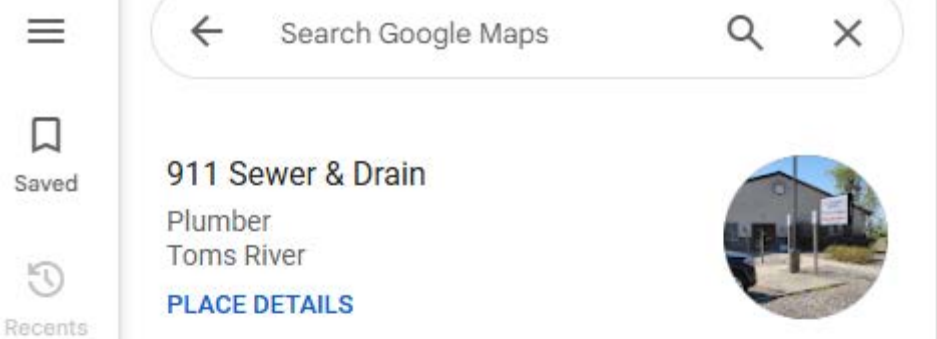 Search Google Maps
Saved
911 Sewer & Drain
Plumber
Toms River
PLACE DETAILS
Recents